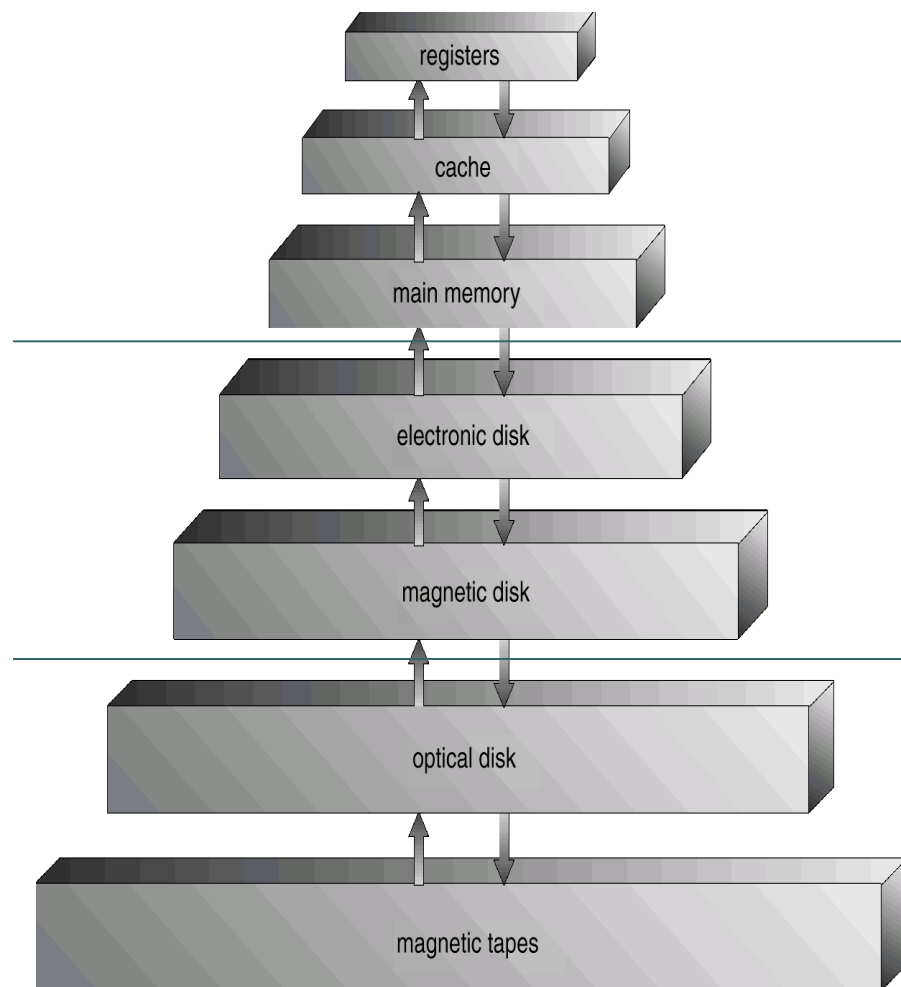 registers
cache
main memory
electronic disk
magnetic disk
optical disk
magnetic tapes